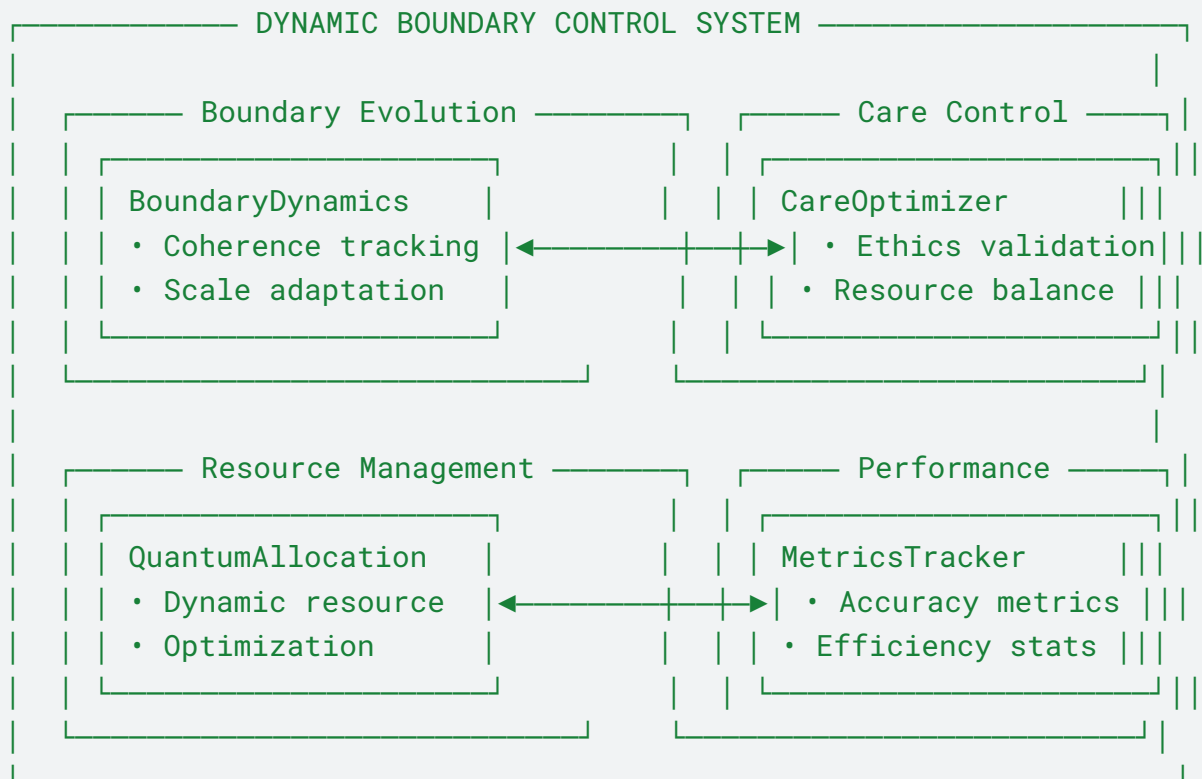 DYNAMIC BOUNDARY CONTROL SYSTEM
Boundary Evolution Care Control
BoundaryDynamics CareOptimizer
• Coherence tracking • Ethics validation
• Scale adaptation • Resource balance
Resource Management Performance
QuantumAllocation MetricsTracker
• Dynamic resource • Accuracy metrics
• Optimization • Efficiency stats